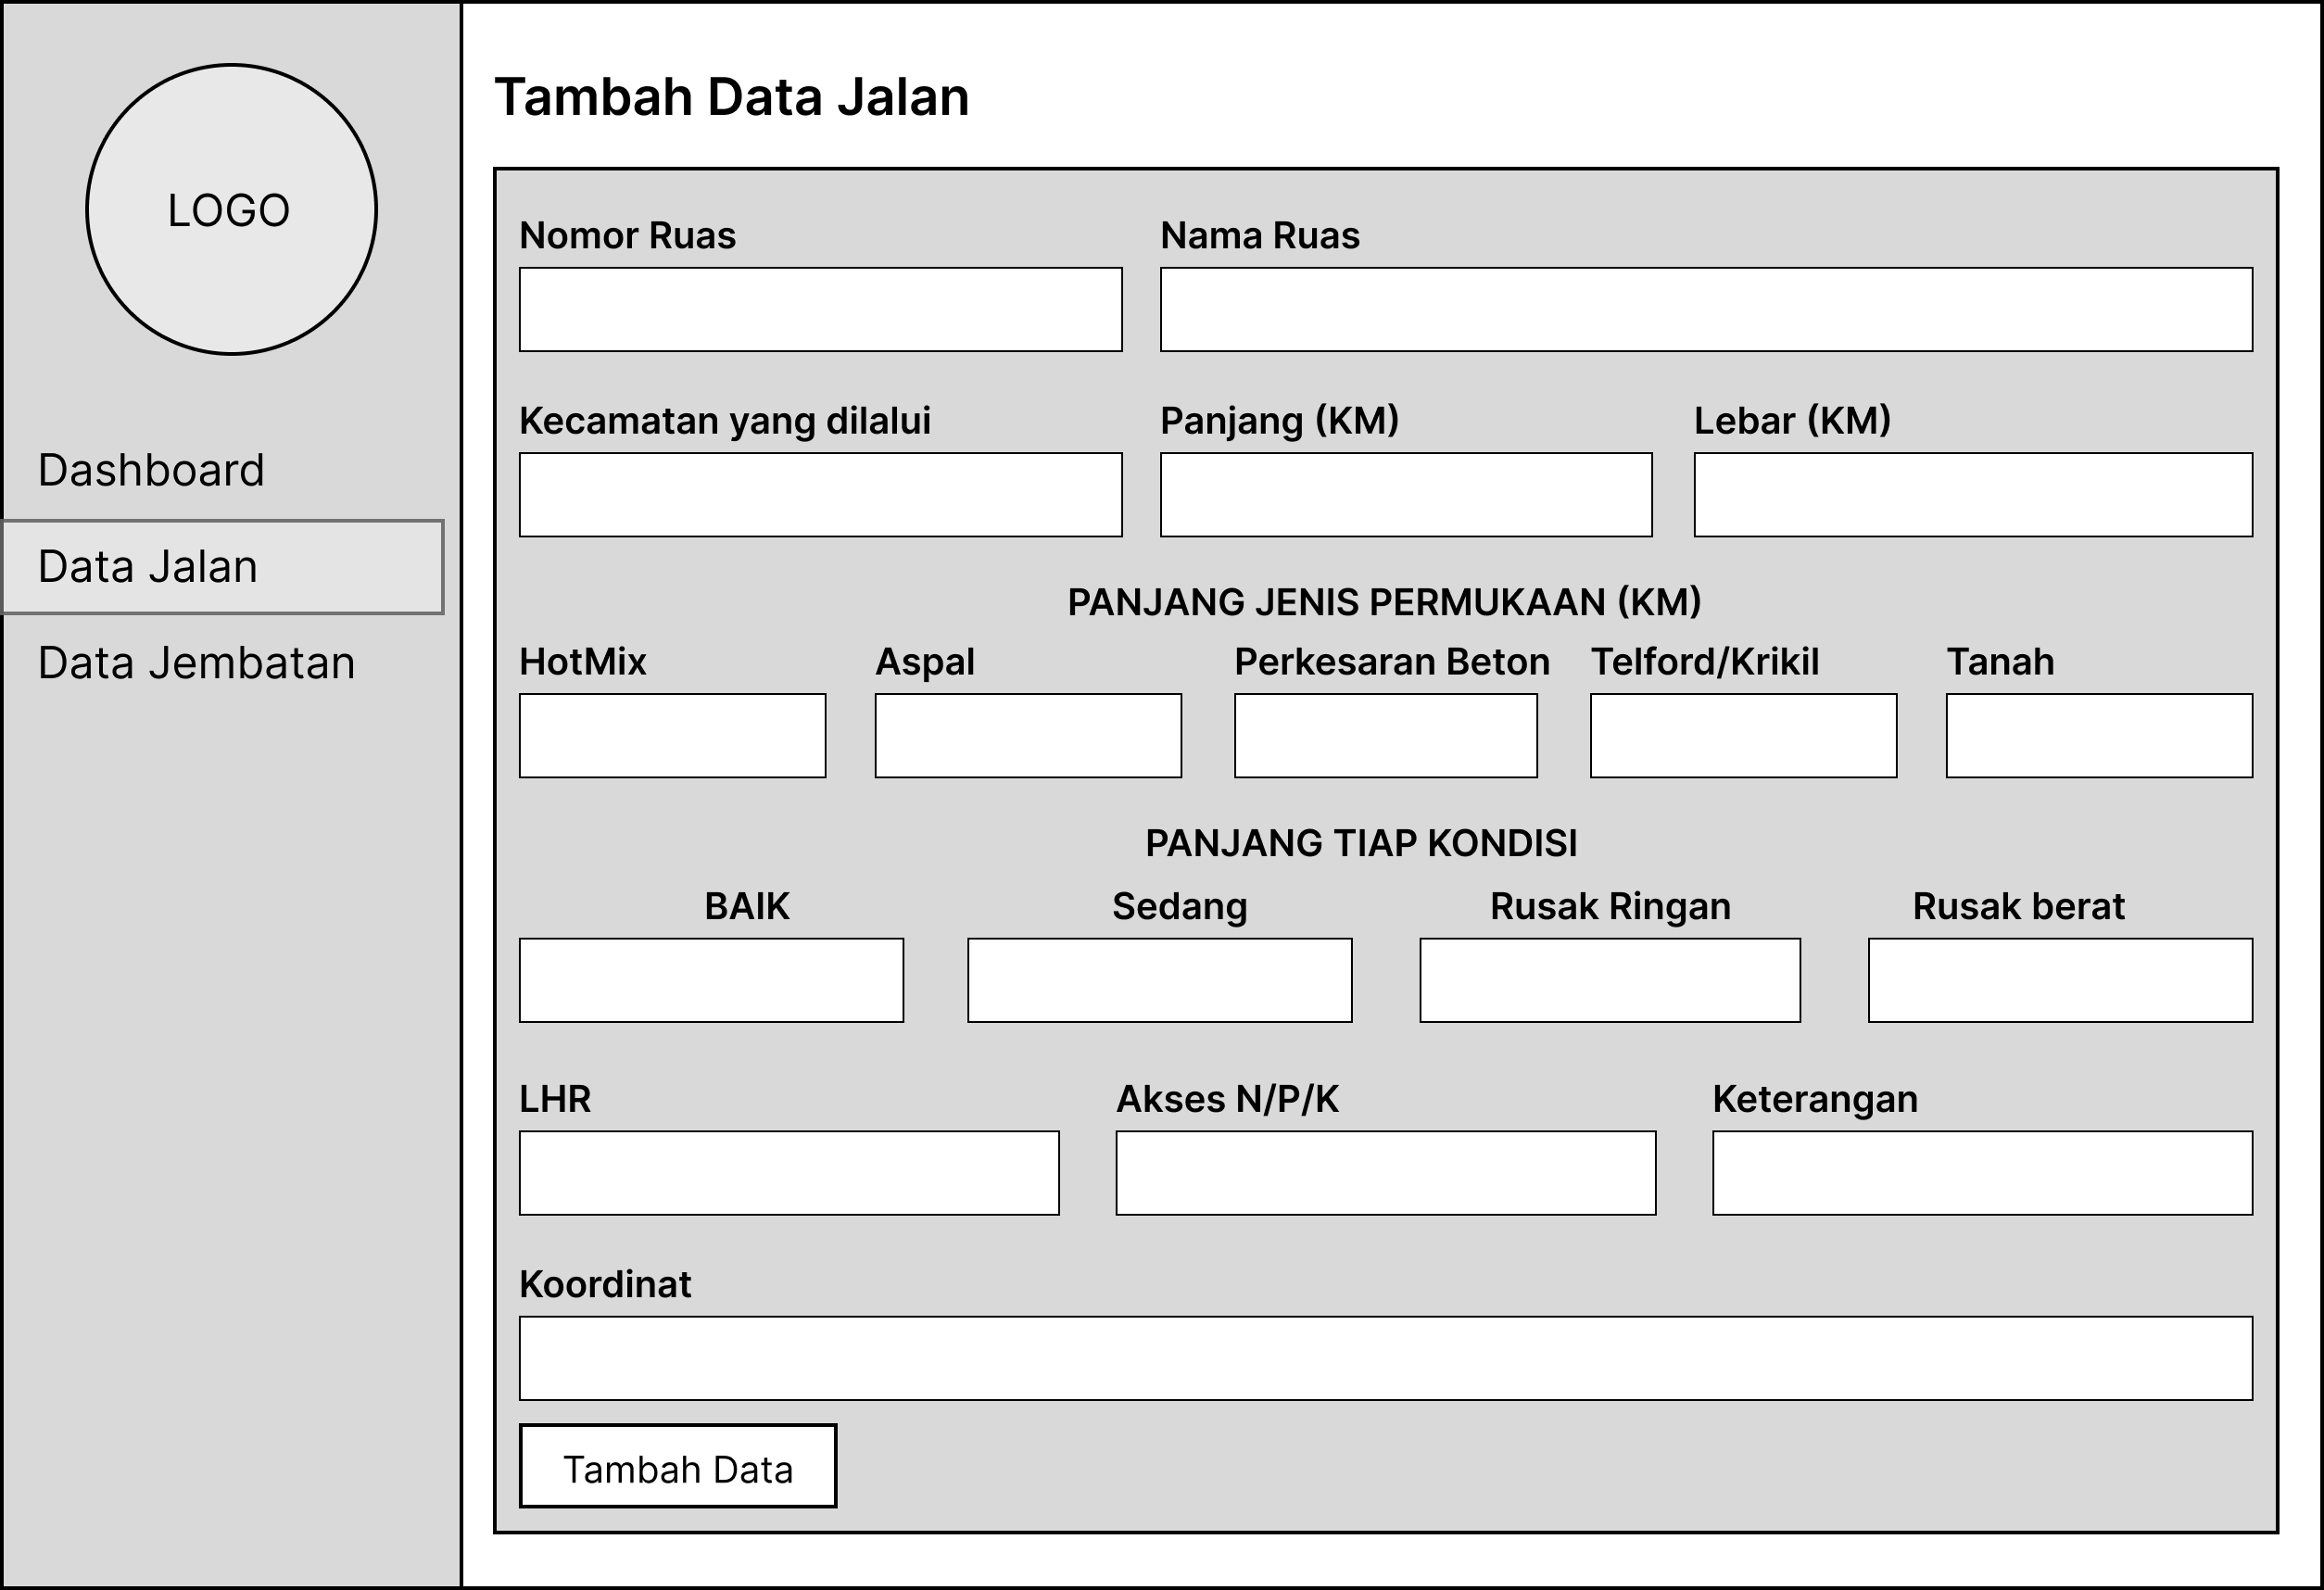 LOGO
Dashboard
Data Jalan
Data Jembatan
Tambah Data Jalan
Nomor Ruas
Nama Ruas
Kecamatan yang dilalui
Panjang (KM)
Lebar (KM)
PANJANG JENIS PERMUKAAN (KM)
HotMix
Aspal
Perkesaran Beton
Telford/Krikil
Tanah
PANJANG TIAP KONDISI
BAIK
Sedang
Rusak Ringan
Rusak berat
LHR
Akses N/P/K
Keterangan
Koordinat
Tambah Data